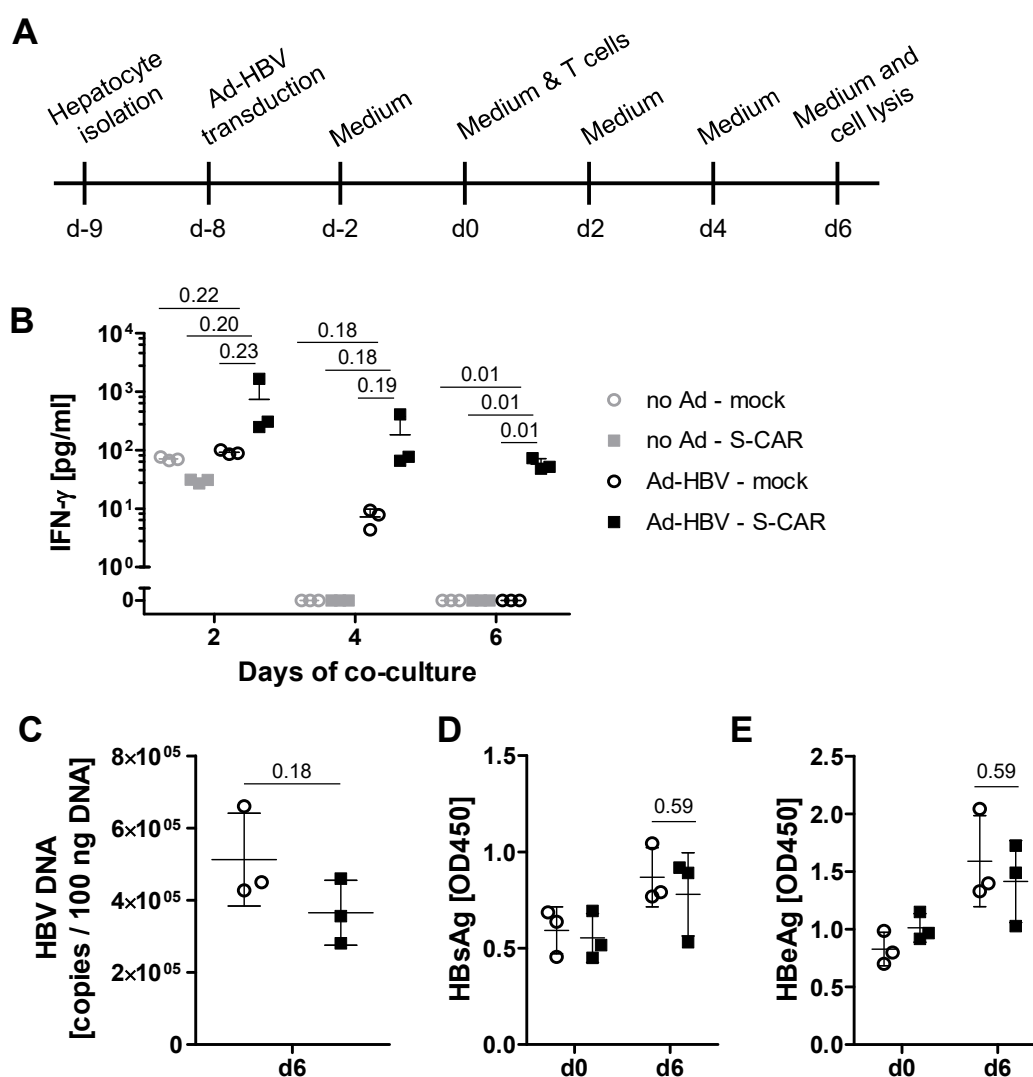 A
Hepatocyte
isolation
Ad-HBV
transduction
Medium
Medium & T cells
Medium
Medium
Medium and
cell lysis
d-9
d-8
d-2
d0
d2
d4
d6
B
IFN-γ [pg/ml]
10⁴
10³
10²
10¹
10⁰
0
0.22
0.20
0.23
0.18
0.18
0.19
0.01
0.01
0.01
2
4
6
Days of co-culture
no Ad - mock
no Ad - S-CAR
Ad-HBV - mock
Ad-HBV - S-CAR
C
HBV DNA
[copies / 100 ng DNA]
8×10⁰⁵
6×10⁰⁵
4×10⁰⁵
2×10⁰⁵
0
0.18
d6
D
HBsAg [OD450]
1.5
1.0
0.5
0.0
0.59
d0
d6
E
HBeAg [OD450]
2.5
2.0
1.5
1.0
0.5
0.0
0.59
d0
d6